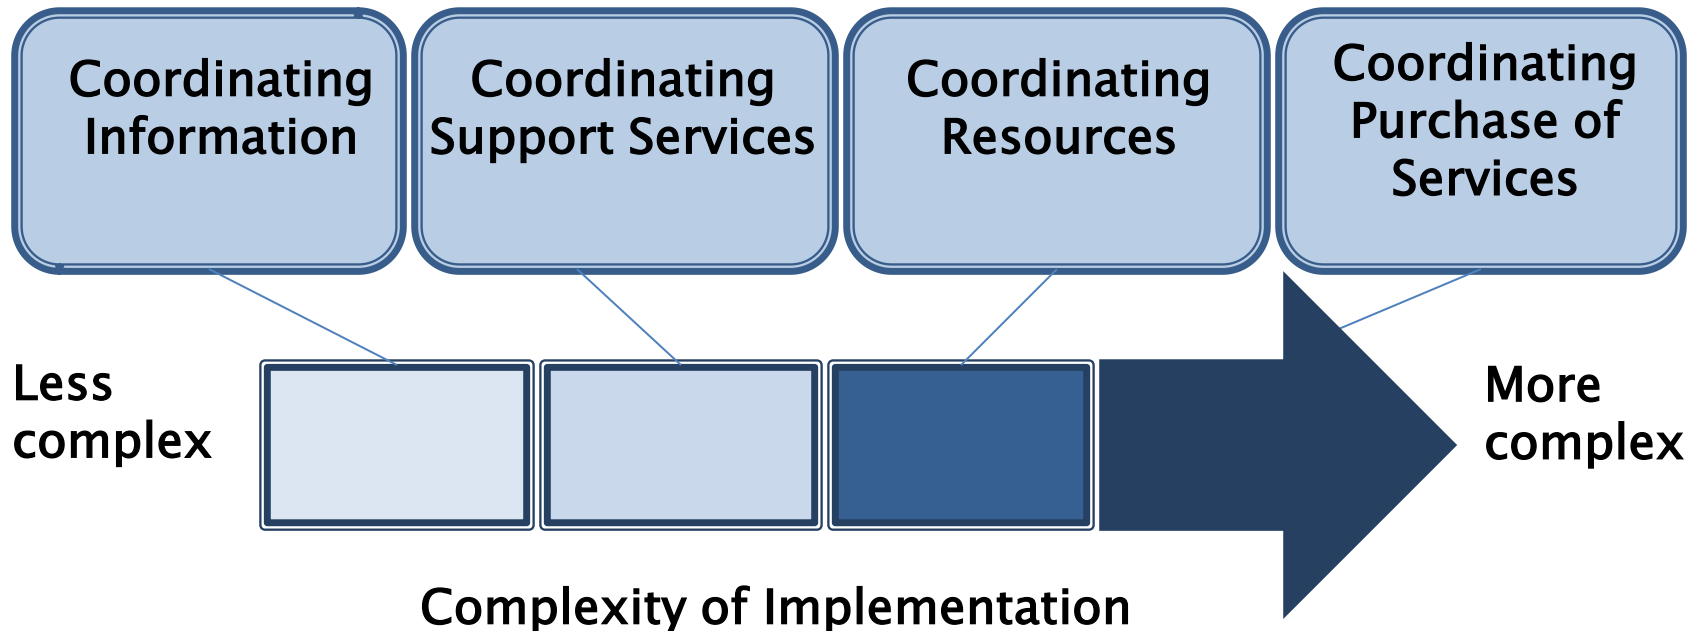 Coordinating
Information
Coordinating
Support Services
Coordinating
Resources
Coordinating
Purchase of
Services
Less
complex
More
complex
Complexity of Implementation